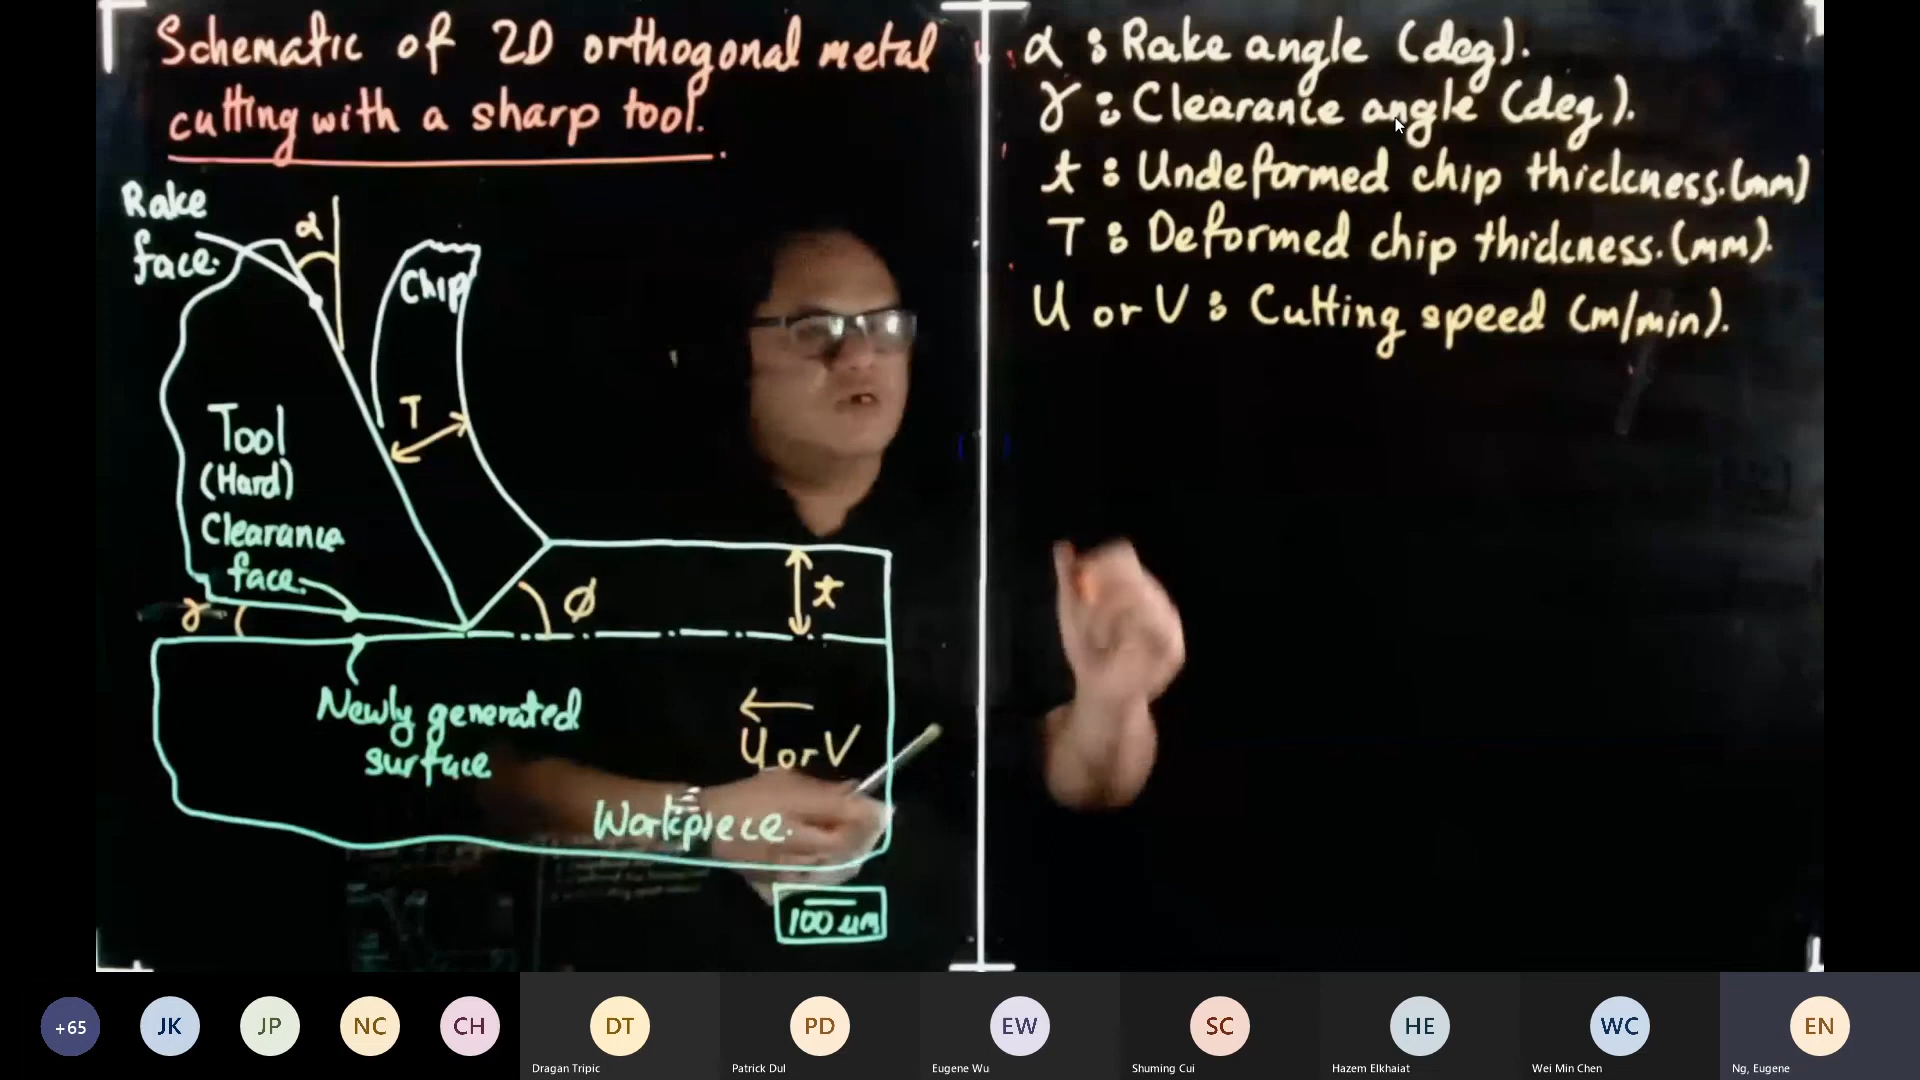 Schematic of 2D orthogonal metal
cutting with a sharp tool.
Rake
face.
α
Chip
T
Tool
(Hard)
Clearance
face.
γ
ϕ
t
Newly generated
surface
U or V
Workpiece.
100 μm
α : Rake angle (deg).
γ : Clearance angle (deg).
t : Undeformed chip thickness. (mm)
T : Deformed chip thickness. (mm).
U or V : Cutting speed (m/min).
+65
JK
JP
NC
CH
DT
Dragan Tripic
PD
Patrick Dul
EW
Eugene Wu
SC
Shuming Cui
HE
Hazem Elkhaiat
WC
Wei Min Chen
EN
Ng, Eugene